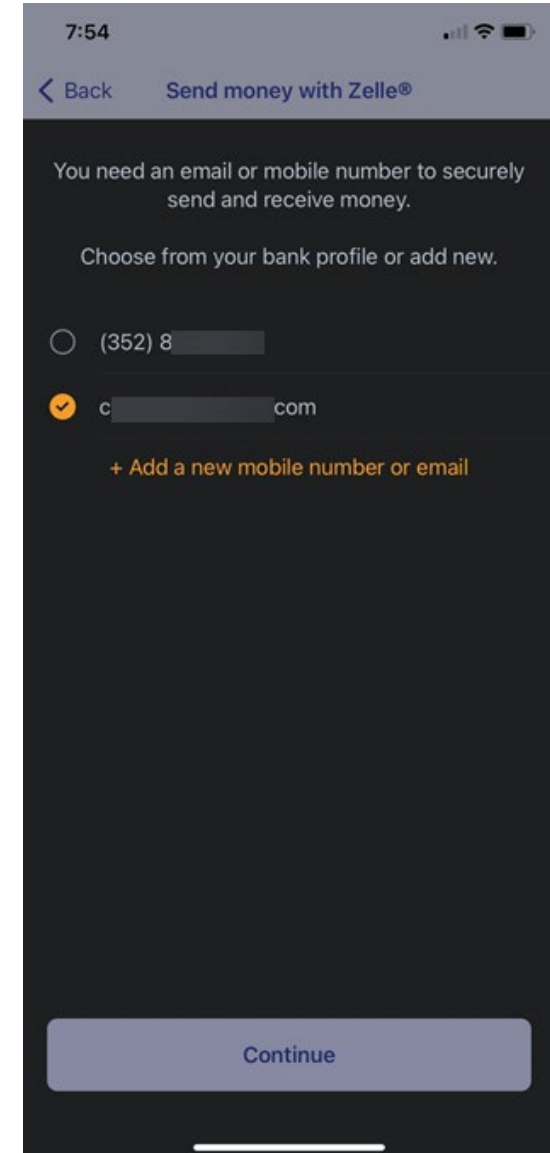 7:54
Back Send money with Zelle®
You need an email or mobile number to securely
send and receive money.
Choose from your bank profile or add new.
(352) 8
c com
+ Add a new mobile number or email
Continue